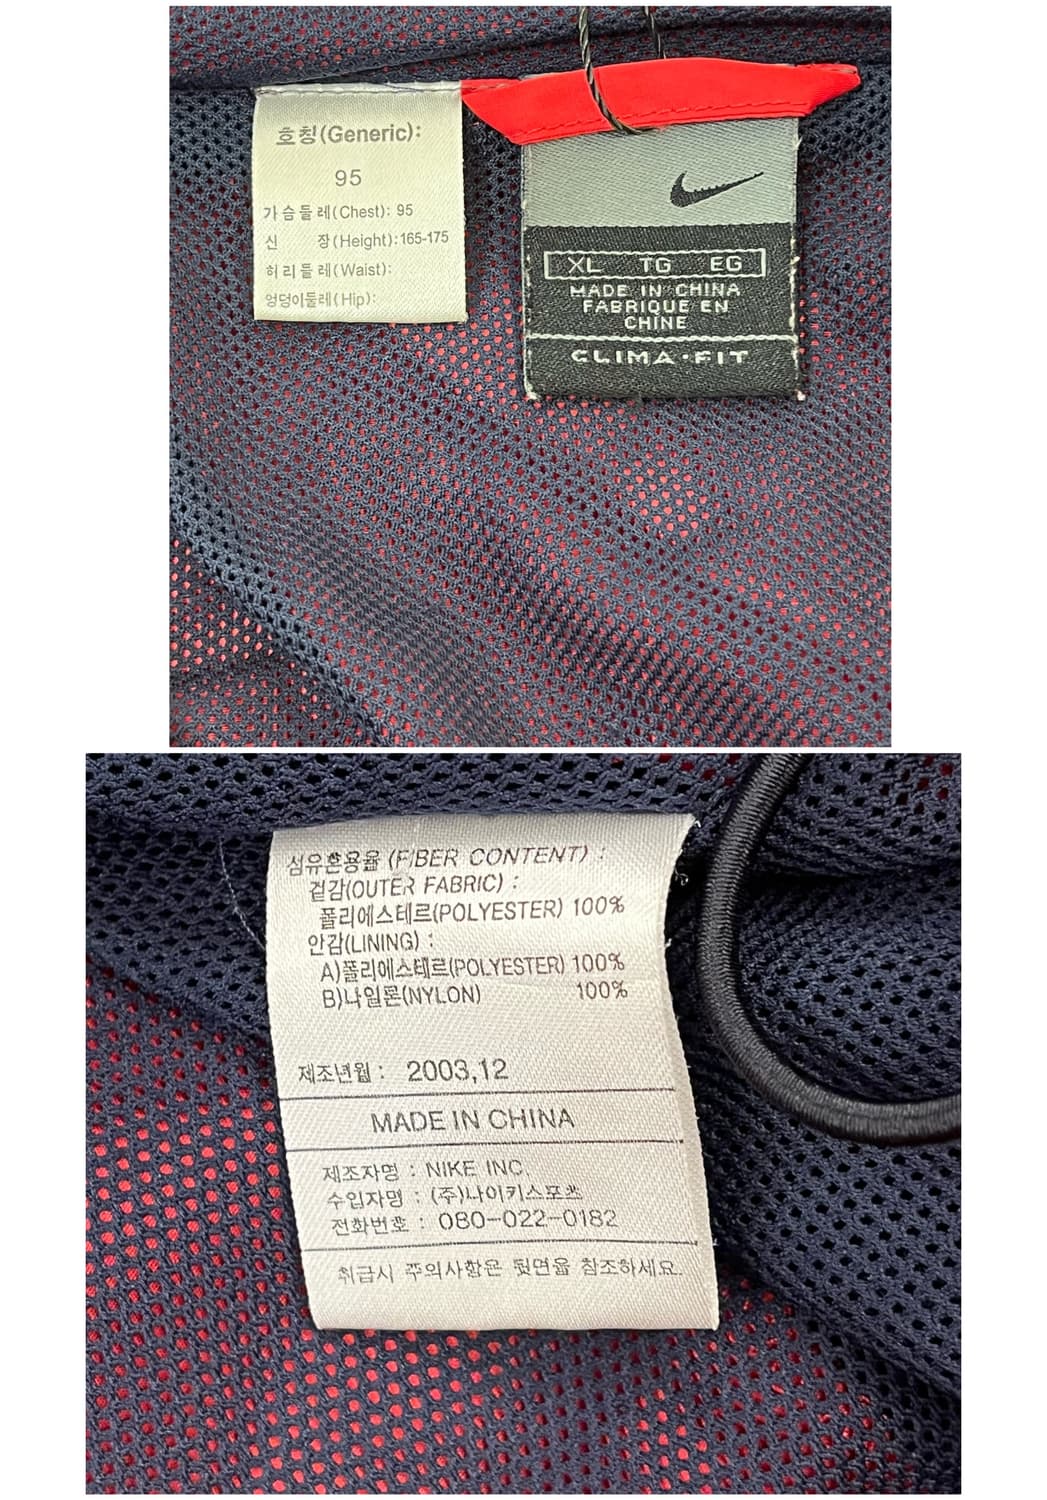 호칭(Generic):
95
가슴둘레(Chest): 95
신 장(Height):165-175
허리둘레(Waist):
엉덩이둘레(Hip):
XL TG EG
MADE IN CHINA
FABRIQUE EN
CHINE
CLIMA·FIT
섬유혼용율 (FIBER CONTENT) :
겉감(OUTER FABRIC) :
폴리에스테르(POLYESTER) 100%
안감(LINING) :
A)폴리에스테르(POLYESTER) 100%
B)나일론(NYLON) 100%
제조년월 : 2003,12
MADE IN CHINA
제조자명 : NIKE INC.
수입자명 : (주)나이키스포츠
전화번호 : 080-022-0182
취급시 주의사항은 뒷면을 참조하세요.